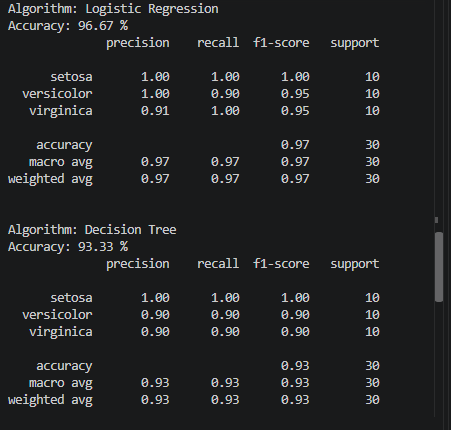 Algorithm: Logistic Regression
Accuracy: 96.67 %
precision recall f1-score support
setosa 1.00 1.00 1.00 10
versicolor 1.00 0.90 0.95 10
virginica 0.91 1.00 0.95 10
accuracy 0.97 30
macro avg 0.97 0.97 0.97 30
weighted avg 0.97 0.97 0.97 30
Algorithm: Decision Tree
Accuracy: 93.33 %
precision recall f1-score support
setosa 1.00 1.00 1.00 10
versicolor 0.90 0.90 0.90 10
virginica 0.90 0.90 0.90 10
accuracy 0.93 30
macro avg 0.93 0.93 0.93 30
weighted avg 0.93 0.93 0.93 30